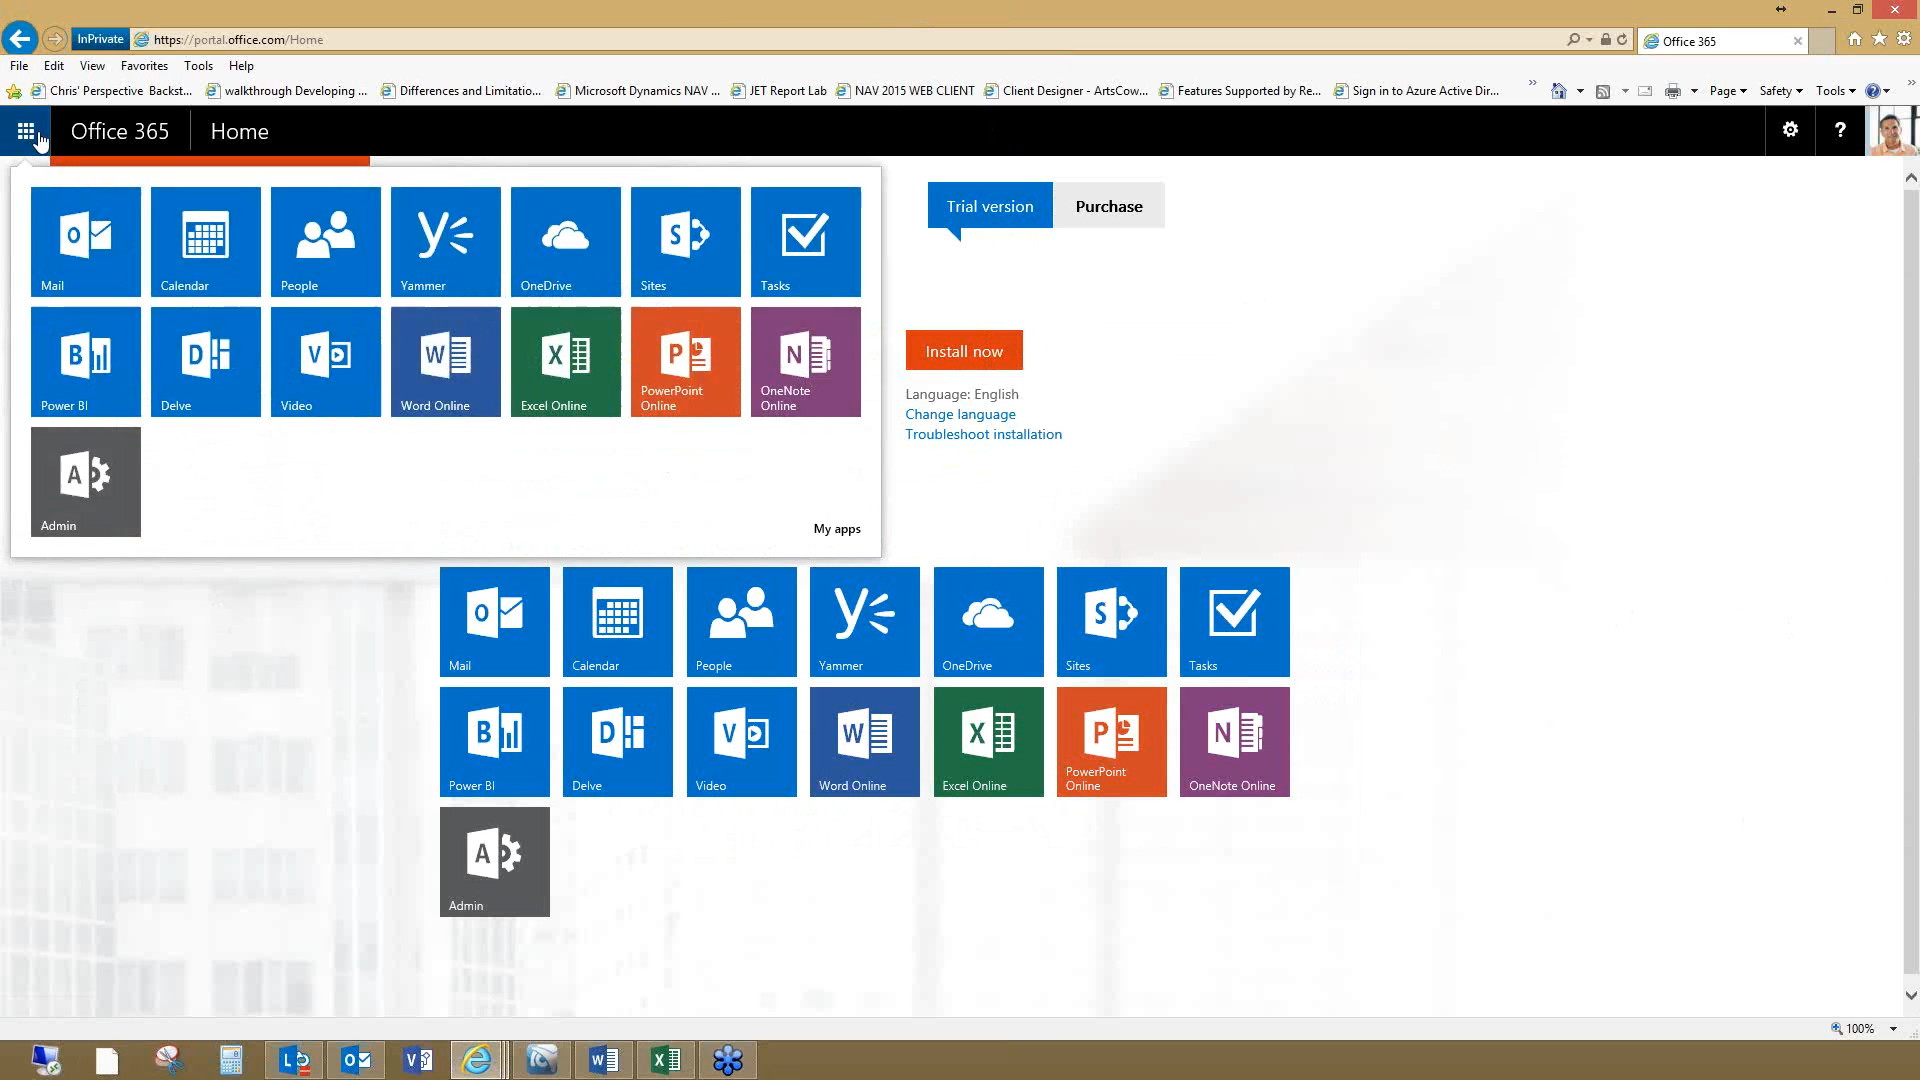 InPrivate https://portal.office.com/Home Office 365
File Edit View Favorites Tools Help
Chris' Perspective Backst... walkthrough Developing ... Differences and Limitatio... Microsoft Dynamics NAV ... JET Report Lab NAV 2015 WEB CLIENT Client Designer - ArtsCow... Features Supported by Re... Sign in to Azure Active Dir... Page Safety Tools
Office 365 Home ?
Trial version Purchase
Mail Calendar People Yammer OneDrive Sites Tasks
Install now
Language: English
Change language
Troubleshoot installation
Power BI Delve Video Word Online Excel Online PowerPoint Online OneNote Online
Admin
My apps
Mail Calendar People Yammer OneDrive Sites Tasks
Power BI Delve Video Word Online Excel Online PowerPoint Online OneNote Online
Admin
100%